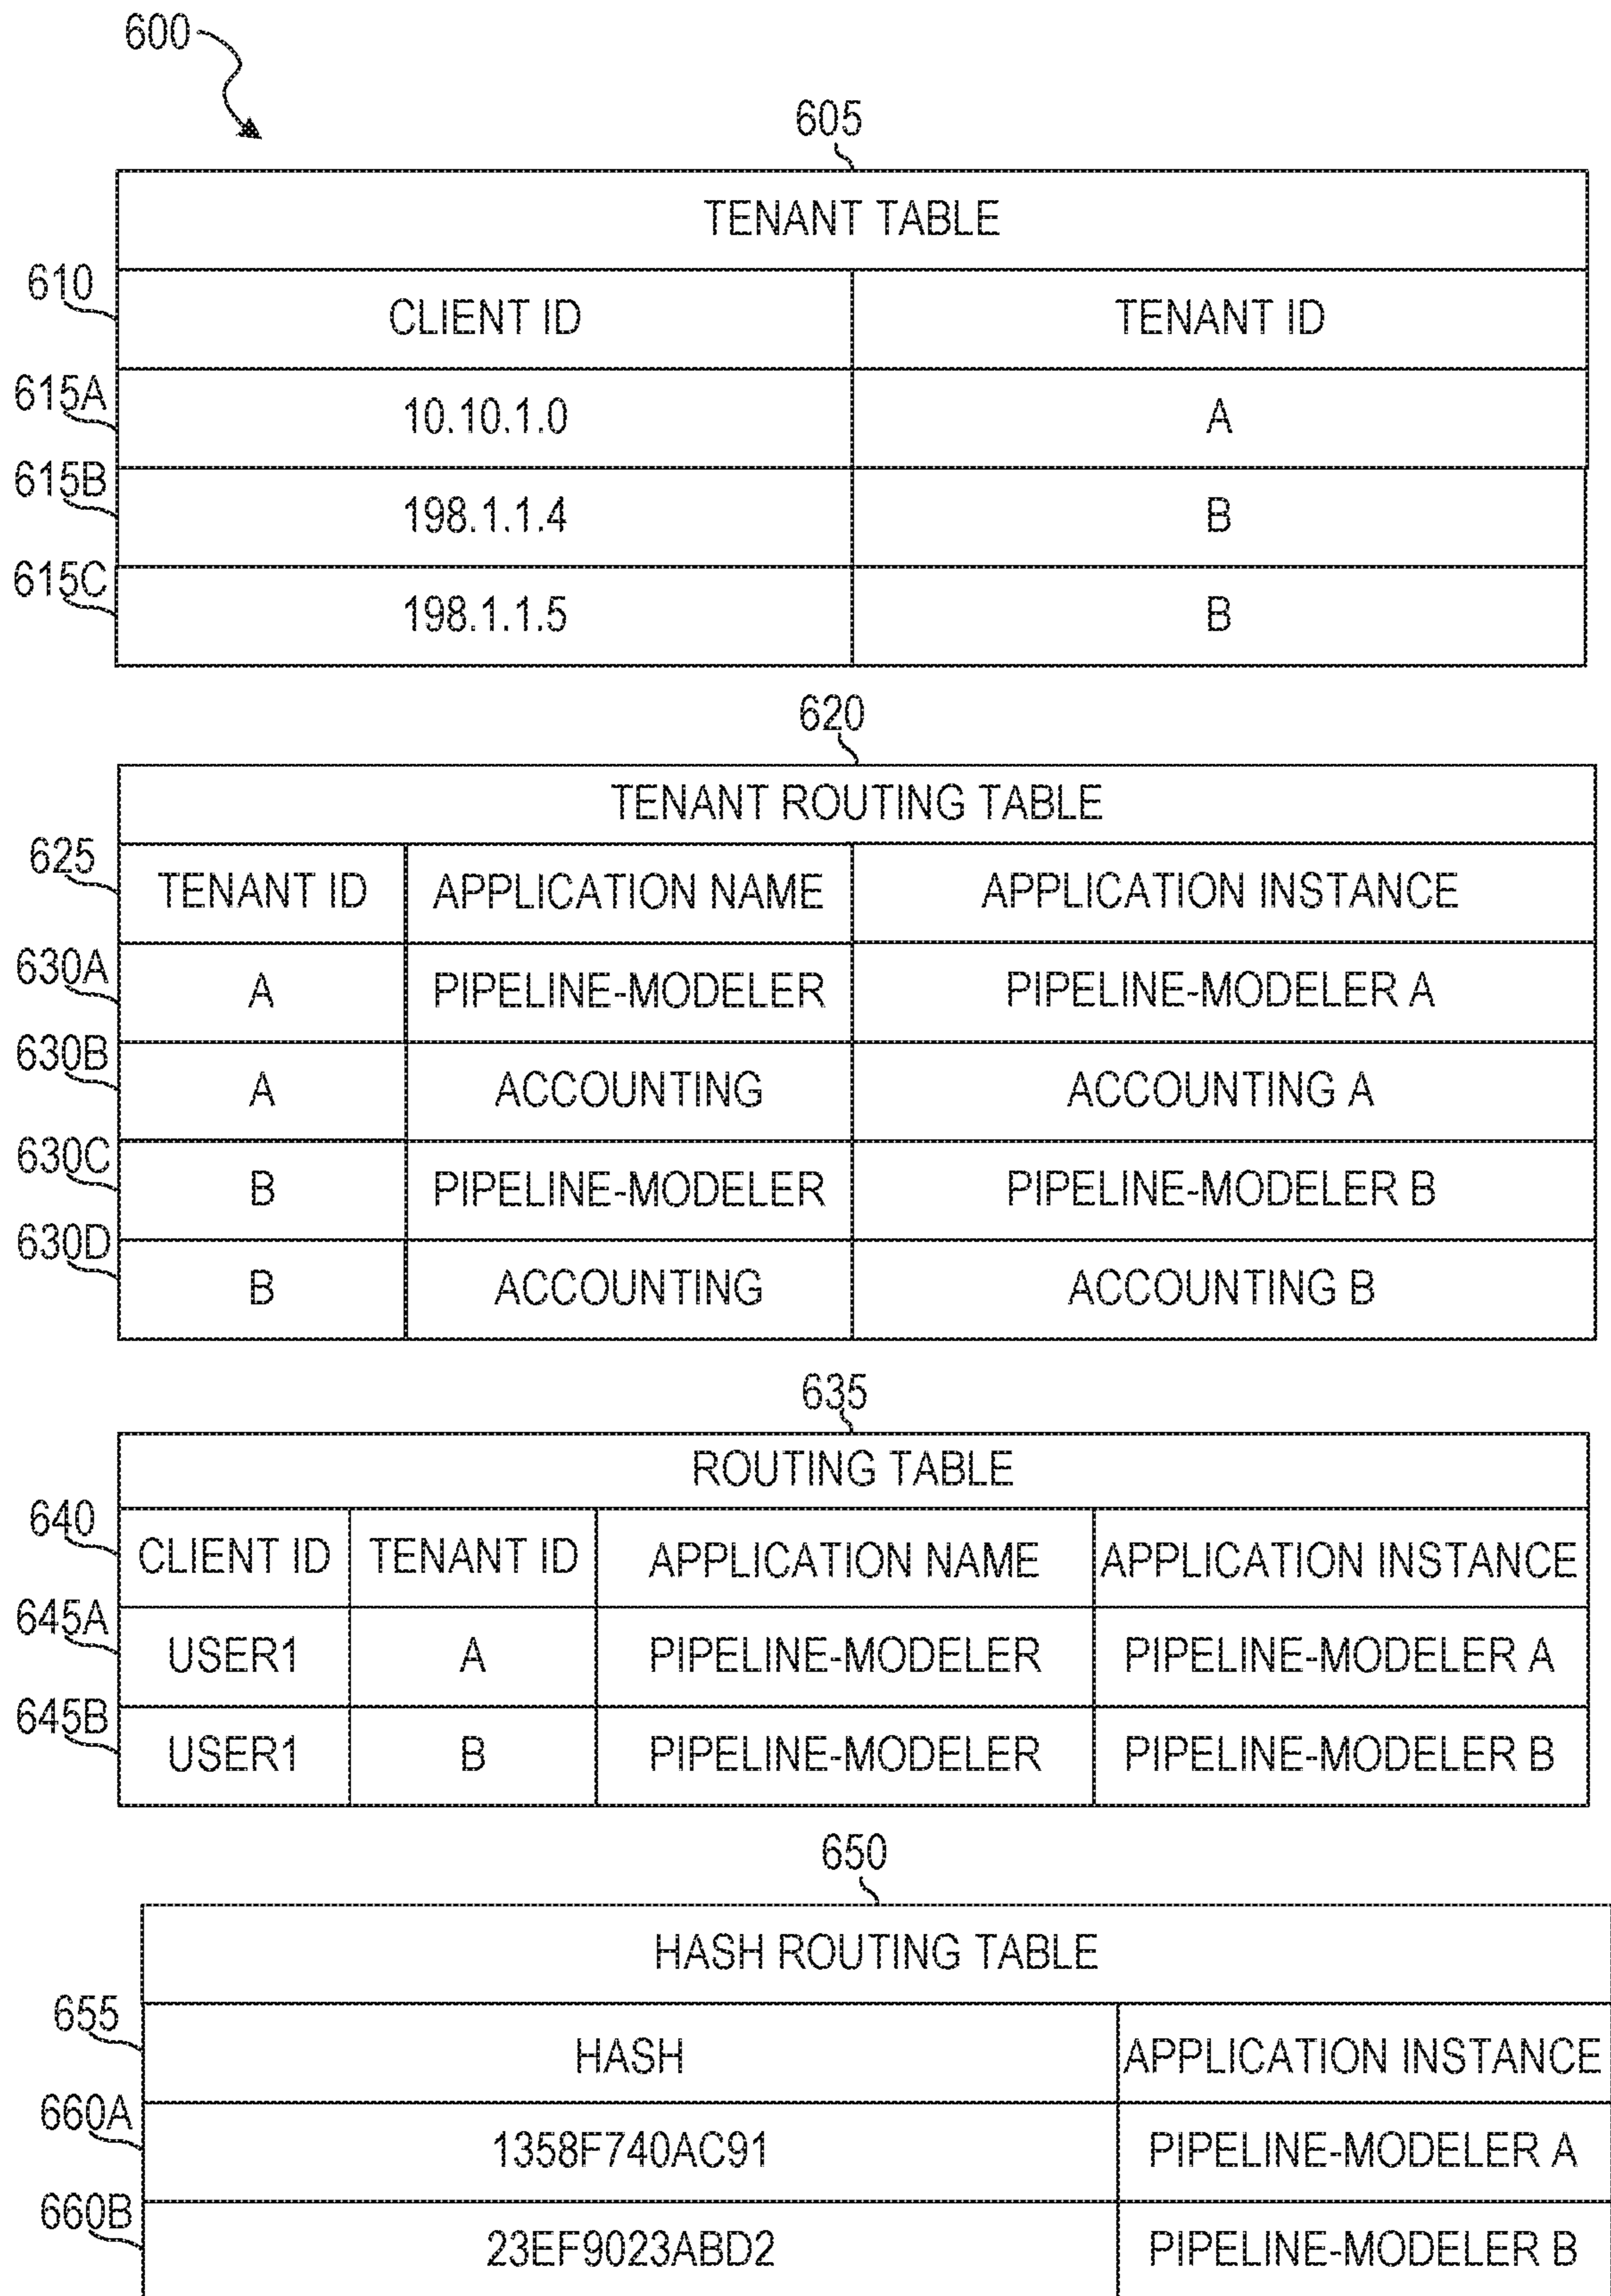 600
605
TENANT TABLE
610
CLIENT ID TENANT ID
615A
10.10.1.0 A
615B
198.1.1.4 B
615C
198.1.1.5 B
620
TENANT ROUTING TABLE
625
TENANT ID APPLICATION NAME APPLICATION INSTANCE
630A
A PIPELINE-MODELER PIPELINE-MODELER A
630B
A ACCOUNTING ACCOUNTING A
630C
B PIPELINE-MODELER PIPELINE-MODELER B
630D
B ACCOUNTING ACCOUNTING B
635
ROUTING TABLE
640
CLIENT ID TENANT ID APPLICATION NAME APPLICATION INSTANCE
645A
USER1 A PIPELINE-MODELER PIPELINE-MODELER A
645B
USER1 B PIPELINE-MODELER PIPELINE-MODELER B
650
HASH ROUTING TABLE
655
HASH APPLICATION INSTANCE
660A
1358F740AC91 PIPELINE-MODELER A
660B
23EF9023ABD2 PIPELINE-MODELER B